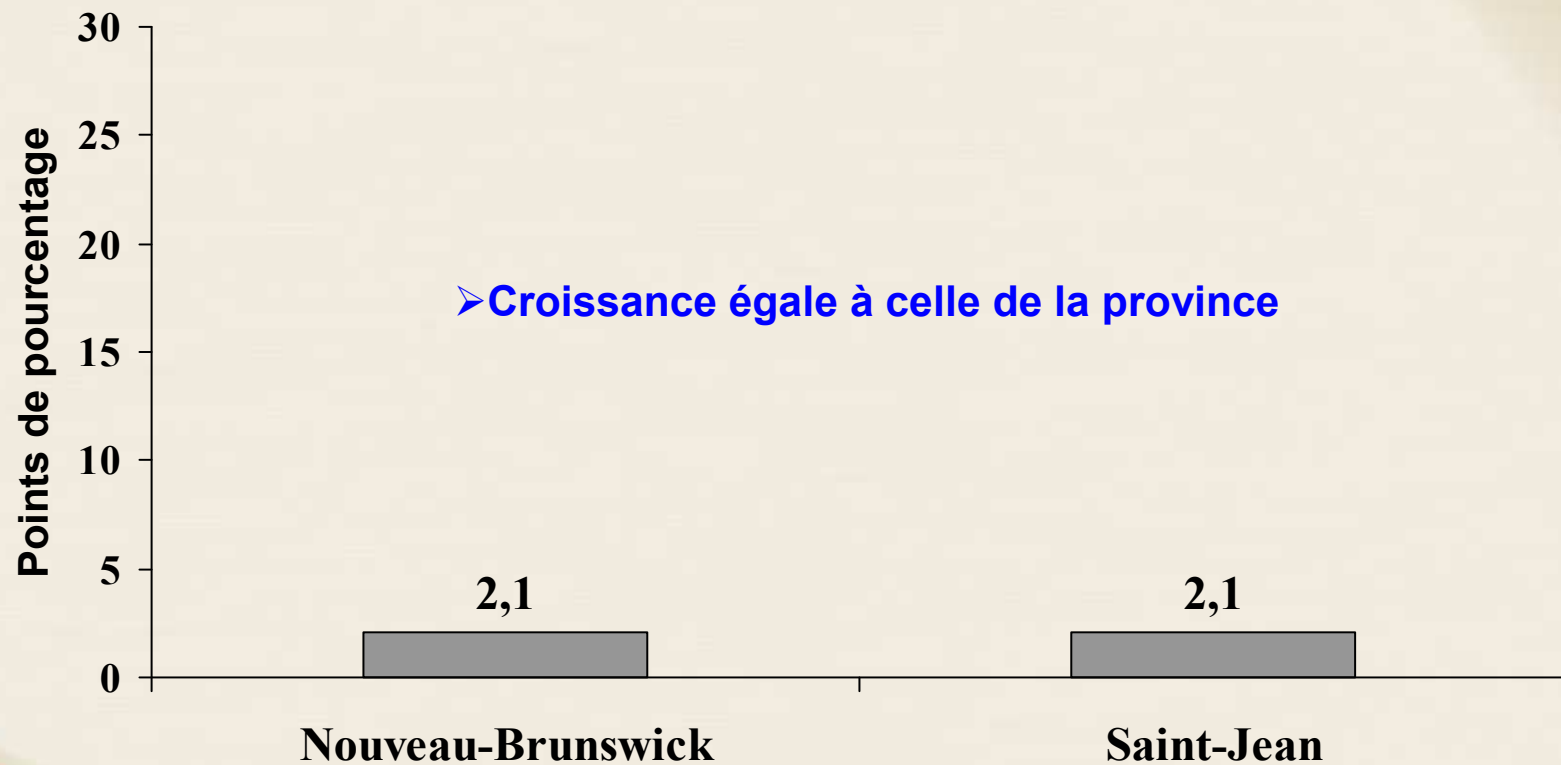 30
25
20
15
10
5
0
Points de pourcentage
➢Croissance égale à celle de la province
2,1
2,1
Nouveau-Brunswick
Saint-Jean